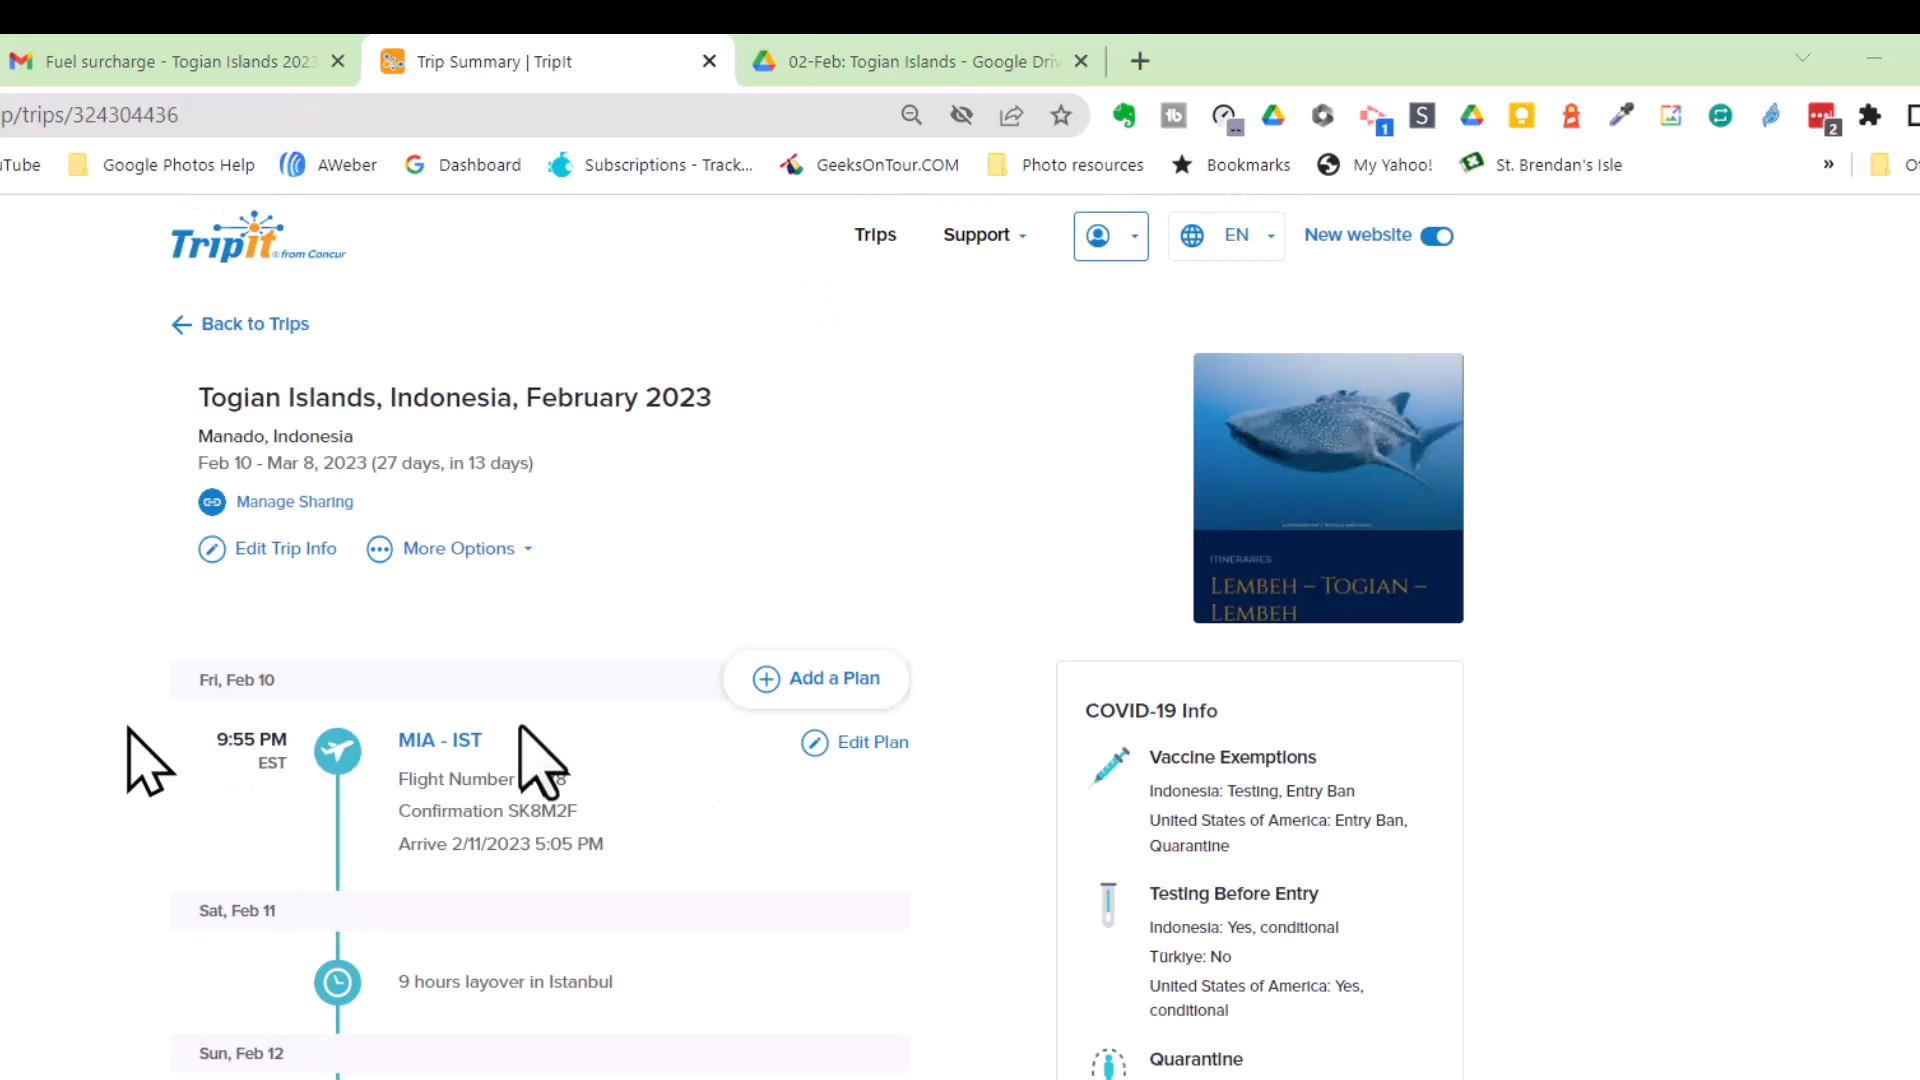 Fuel surcharge - Togian Islands 2023
Trip Summary | TripIt
02-Feb: Togian Islands - Google Driv
p/trips/324304436
1b
S
1
2
uTube
Google Photos Help
AWeber
Dashboard
Subscriptions - Track...
GeeksOnTour.COM
Photo resources
Bookmarks
My Yahoo!
St. Brendan's Isle
»
TripIt® from Concur
Trips
Support
EN
New website
Back to Trips
Togian Islands, Indonesia, February 2023
Manado, Indonesia
Feb 10 - Mar 8, 2023 (27 days, in 13 days)
Manage Sharing
Edit Trip Info
More Options
ITINERARIES
LEMBEH – TOGIAN –
LEMBEH
Fri, Feb 10
Add a Plan
9:55 PM
EST
MIA - IST
Edit Plan
Flight Number
Confirmation SK8M2F
Arrive 2/11/2023 5:05 PM
Sat, Feb 11
9 hours layover in Istanbul
Sun, Feb 12
COVID-19 Info
Vaccine Exemptions
Indonesia: Testing, Entry Ban
United States of America: Entry Ban,
Quarantine
Testing Before Entry
Indonesia: Yes, conditional
Türkiye: No
United States of America: Yes,
conditional
Quarantine